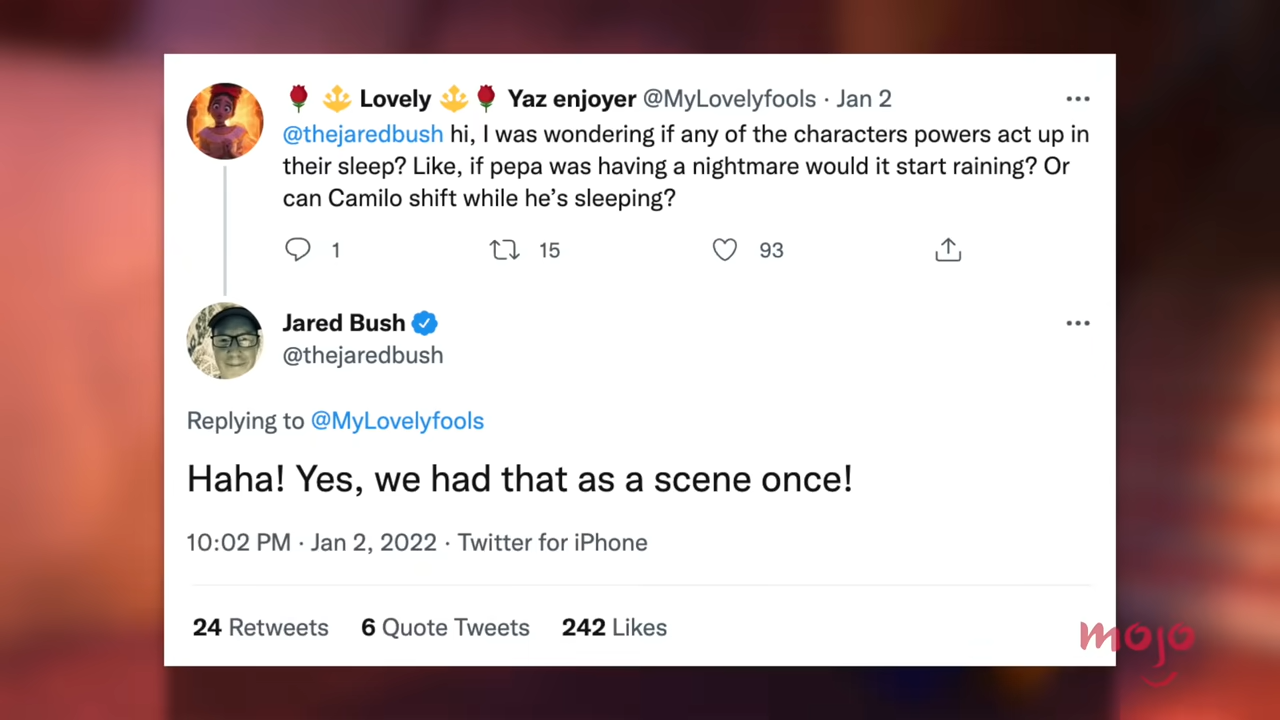 🌹 🔱 Lovely 🔱 🌹 Yaz enjoyer @MyLovelyfools · Jan 2
@thejaredbush hi, I was wondering if any of the characters powers act up in
their sleep? Like, if pepa was having a nightmare would it start raining? Or
can Camilo shift while he’s sleeping?
1 15 93
Jared Bush
@thejaredbush
Replying to @MyLovelyfools
Haha! Yes, we had that as a scene once!
10:02 PM · Jan 2, 2022 · Twitter for iPhone
24 Retweets 6 Quote Tweets 242 Likes
mojo